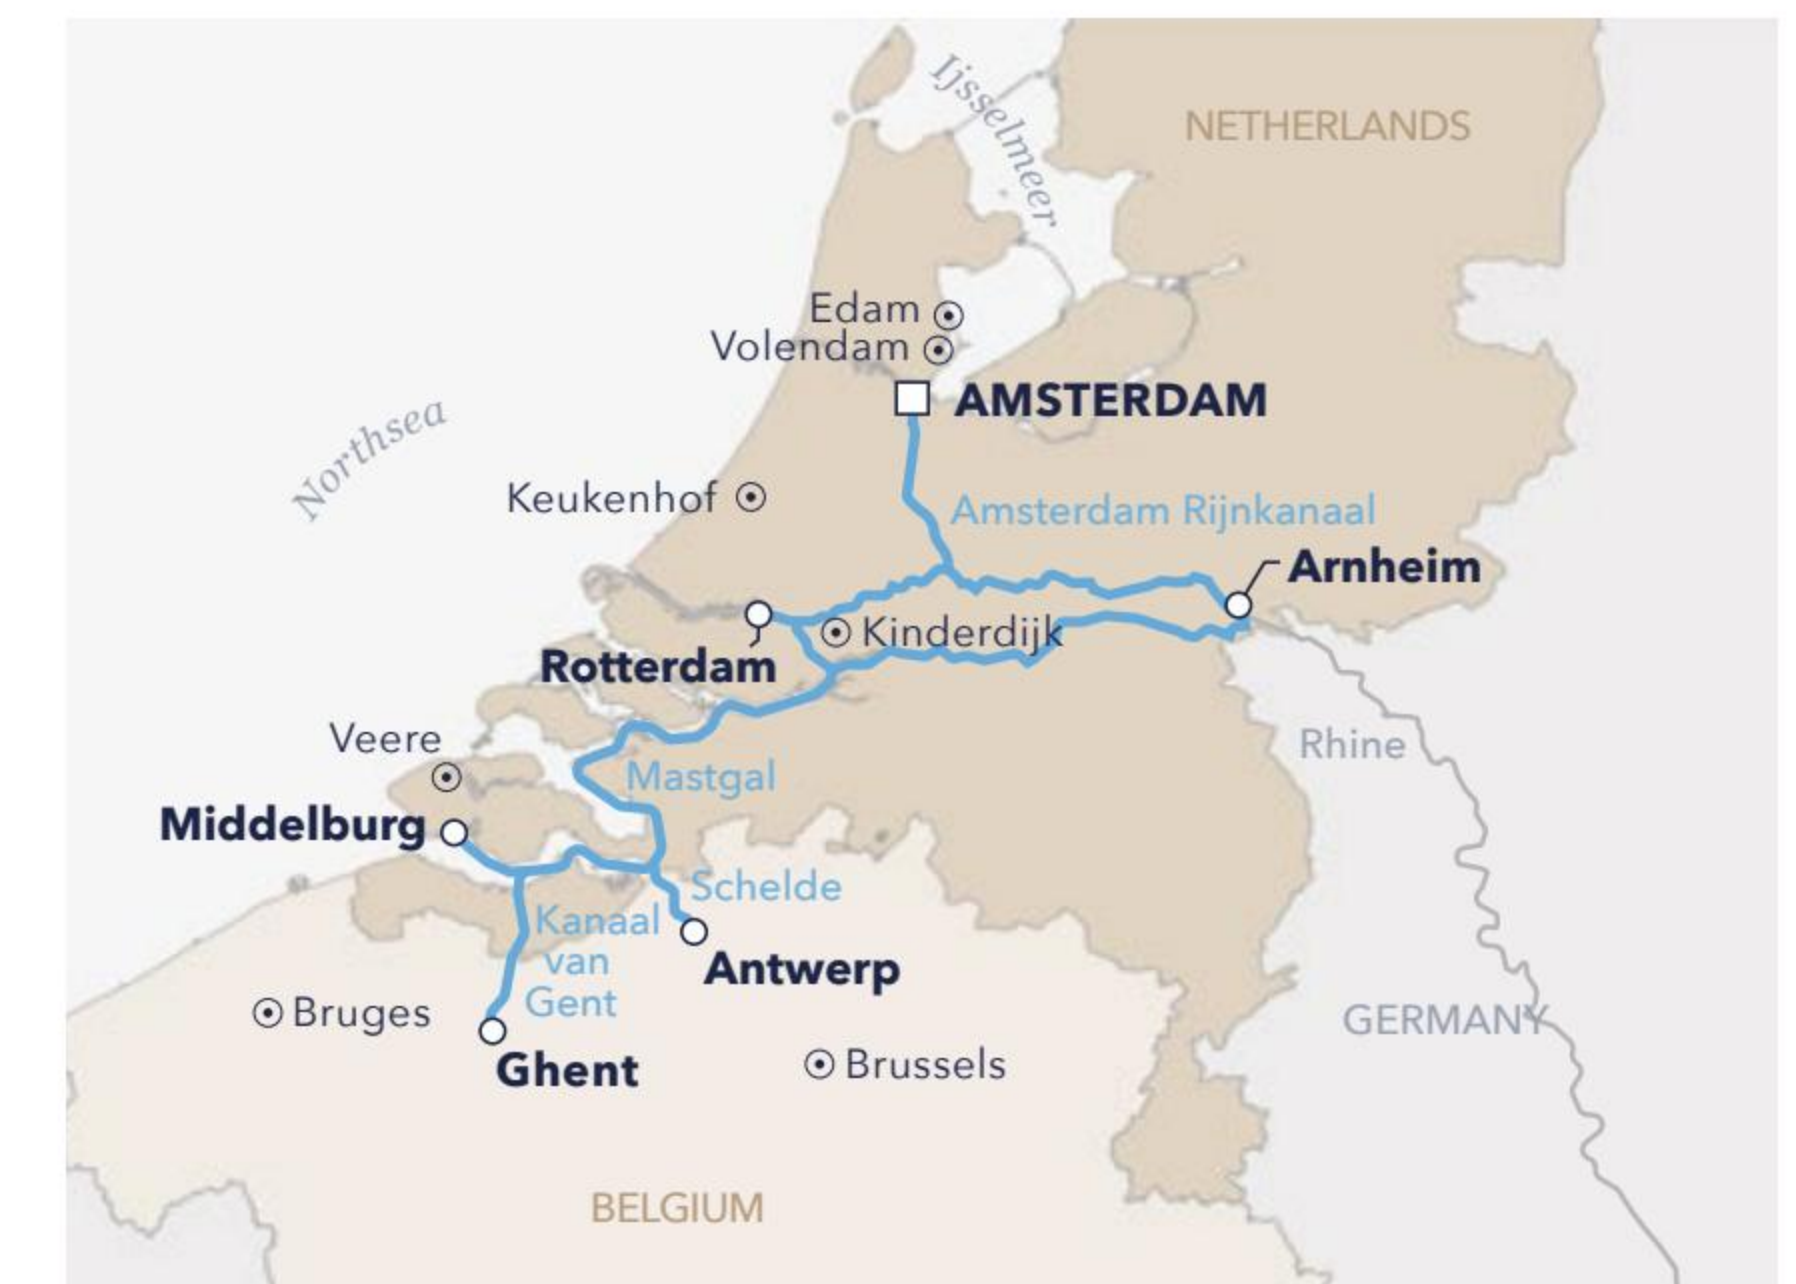 Ijsselmeer
NETHERLANDS
Edam
Volendam
AMSTERDAM
Northsea
Keukenhof
Amsterdam Rijnkanaal
Arnheim
Kinderdijk
Rotterdam
Veere
Rhine
Mastgal
Middelburg
Schelde
Kanaal
van
Gent
Antwerp
Bruges
GERMANY
Ghent
Brussels
BELGIUM